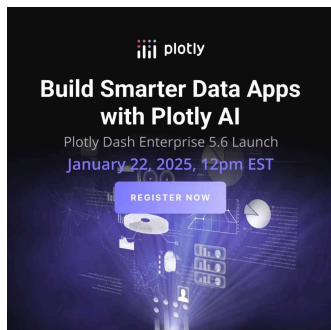 plotly
Build Smarter Data Apps
with Plotly AI
Plotly Dash Enterprise 5.6 Launch
January 22, 2025, 12pm EST
REGISTER NOW